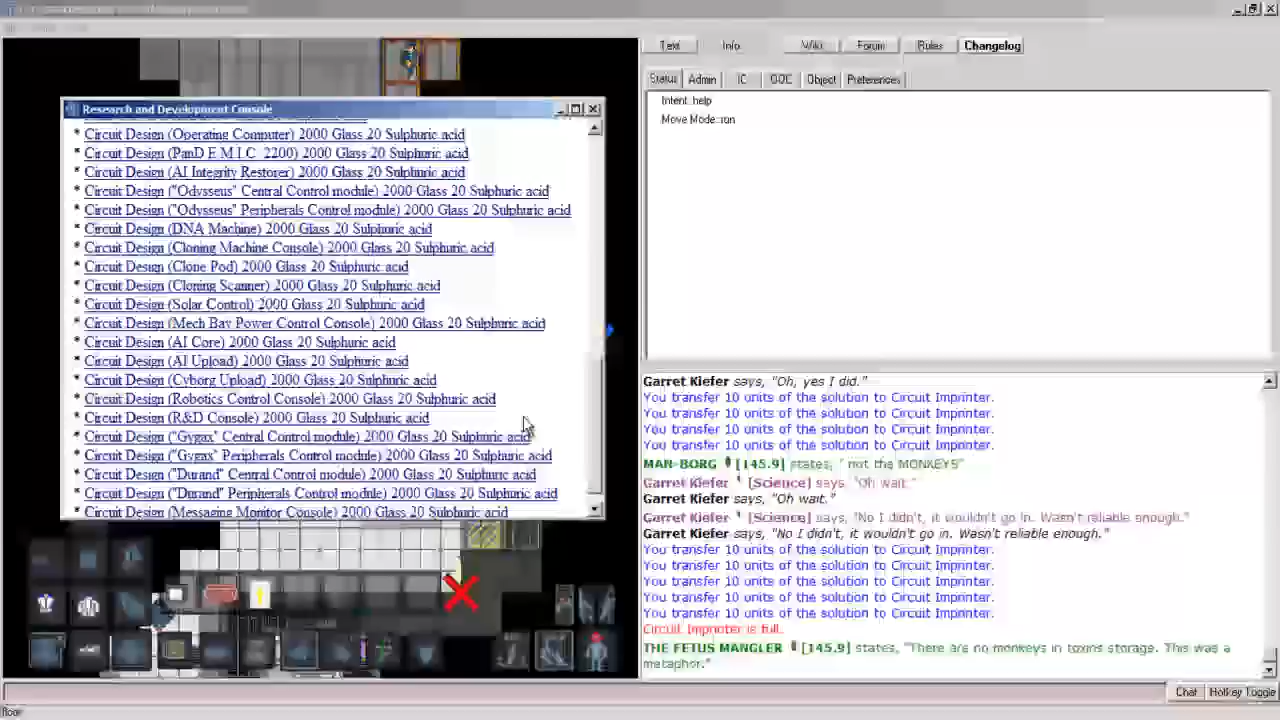 Text Info Wiki Forum Rules Changelog
Status Admin IC OOC Object Preferences
Intent: help
Move Mode: run
Research and Development Console
* Circuit Design (Operating Computer) 2000 Glass 20 Sulphuric acid
* Circuit Design (PanD.E.M.I.C. 2200) 2000 Glass 20 Sulphuric acid
* Circuit Design (AI Integrity Restorer) 2000 Glass 20 Sulphuric acid
* Circuit Design ("Odysseus" Central Control module) 2000 Glass 20 Sulphuric acid
* Circuit Design ("Odysseus" Peripherals Control module) 2000 Glass 20 Sulphuric acid
* Circuit Design (DNA Machine) 2000 Glass 20 Sulphuric acid
* Circuit Design (Cloning Machine Console) 2000 Glass 20 Sulphuric acid
* Circuit Design (Clone Pod) 2000 Glass 20 Sulphuric acid
* Circuit Design (Cloning Scanner) 2000 Glass 20 Sulphuric acid
* Circuit Design (Solar Control) 2000 Glass 20 Sulphuric acid
* Circuit Design (Mech Bay Power Control Console) 2000 Glass 20 Sulphuric acid
* Circuit Design (AI Core) 2000 Glass 20 Sulphuric acid
* Circuit Design (AI Upload) 2000 Glass 20 Sulphuric acid
* Circuit Design (Cyborg Upload) 2000 Glass 20 Sulphuric acid
* Circuit Design (Robotics Control Console) 2000 Glass 20 Sulphuric acid
* Circuit Design (R&D Console) 2000 Glass 20 Sulphuric acid
* Circuit Design ("Gygax" Central Control module) 2000 Glass 20 Sulphuric acid
* Circuit Design ("Gygax" Peripherals Control module) 2000 Glass 20 Sulphuric acid
* Circuit Design ("Durand" Central Control module) 2000 Glass 20 Sulphuric acid
* Circuit Design ("Durand" Peripherals Control module) 2000 Glass 20 Sulphuric acid
* Circuit Design (Messaging Monitor Console) 2000 Glass 20 Sulphuric acid
Garret Kiefer says, "Oh, yes I did."
You transfer 10 units of the solution to Circuit Imprinter.
You transfer 10 units of the solution to Circuit Imprinter.
You transfer 10 units of the solution to Circuit Imprinter.
You transfer 10 units of the solution to Circuit Imprinter.
MAN-BORG [145.9] states, " not the MONKEYS"
Garret Kiefer [Science] says, "Oh wait."
Garret Kiefer says, "Oh wait."
Garret Kiefer [Science] says, "No I didn't, it wouldn't go in. Wasn't reliable enough."
Garret Kiefer says, "No I didn't, it wouldn't go in. Wasn't reliable enough."
You transfer 10 units of the solution to Circuit Imprinter.
You transfer 10 units of the solution to Circuit Imprinter.
You transfer 10 units of the solution to Circuit Imprinter.
You transfer 10 units of the solution to Circuit Imprinter.
You transfer 10 units of the solution to Circuit Imprinter.
Circuit Imprinter is full.
THE FETUS MANGLER [145.9] states, "There are no monkeys in toxins storage. This was a
metaphor."
Chat Hotkey Toggle
floor